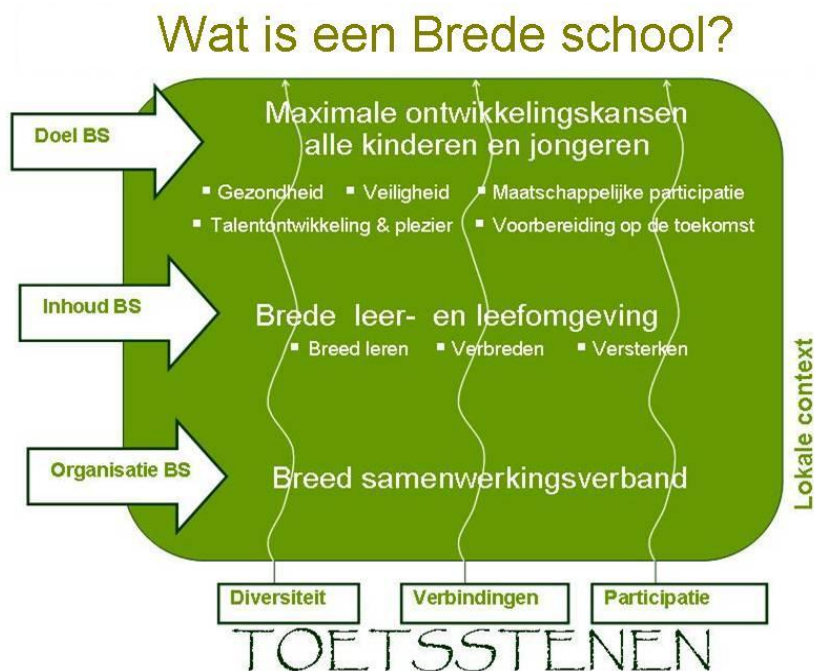 Wat is een Brede school?
Doel BS
Maximale ontwikkelingskansen
alle kinderen en jongeren
▪ Gezondheid ▪ Veiligheid ▪ Maatschappelijke participatie
▪ Talentontwikkeling & plezier ▪ Voorbereiding op de toekomst
Inhoud BS
Brede leer- en leefomgeving
▪ Breed leren ▪ Verbreden ▪ Versterken
Organisatie BS
Breed samenwerkingsverband
Lokale context
Diversiteit
Verbindingen
Participatie
TOETSSTENEN